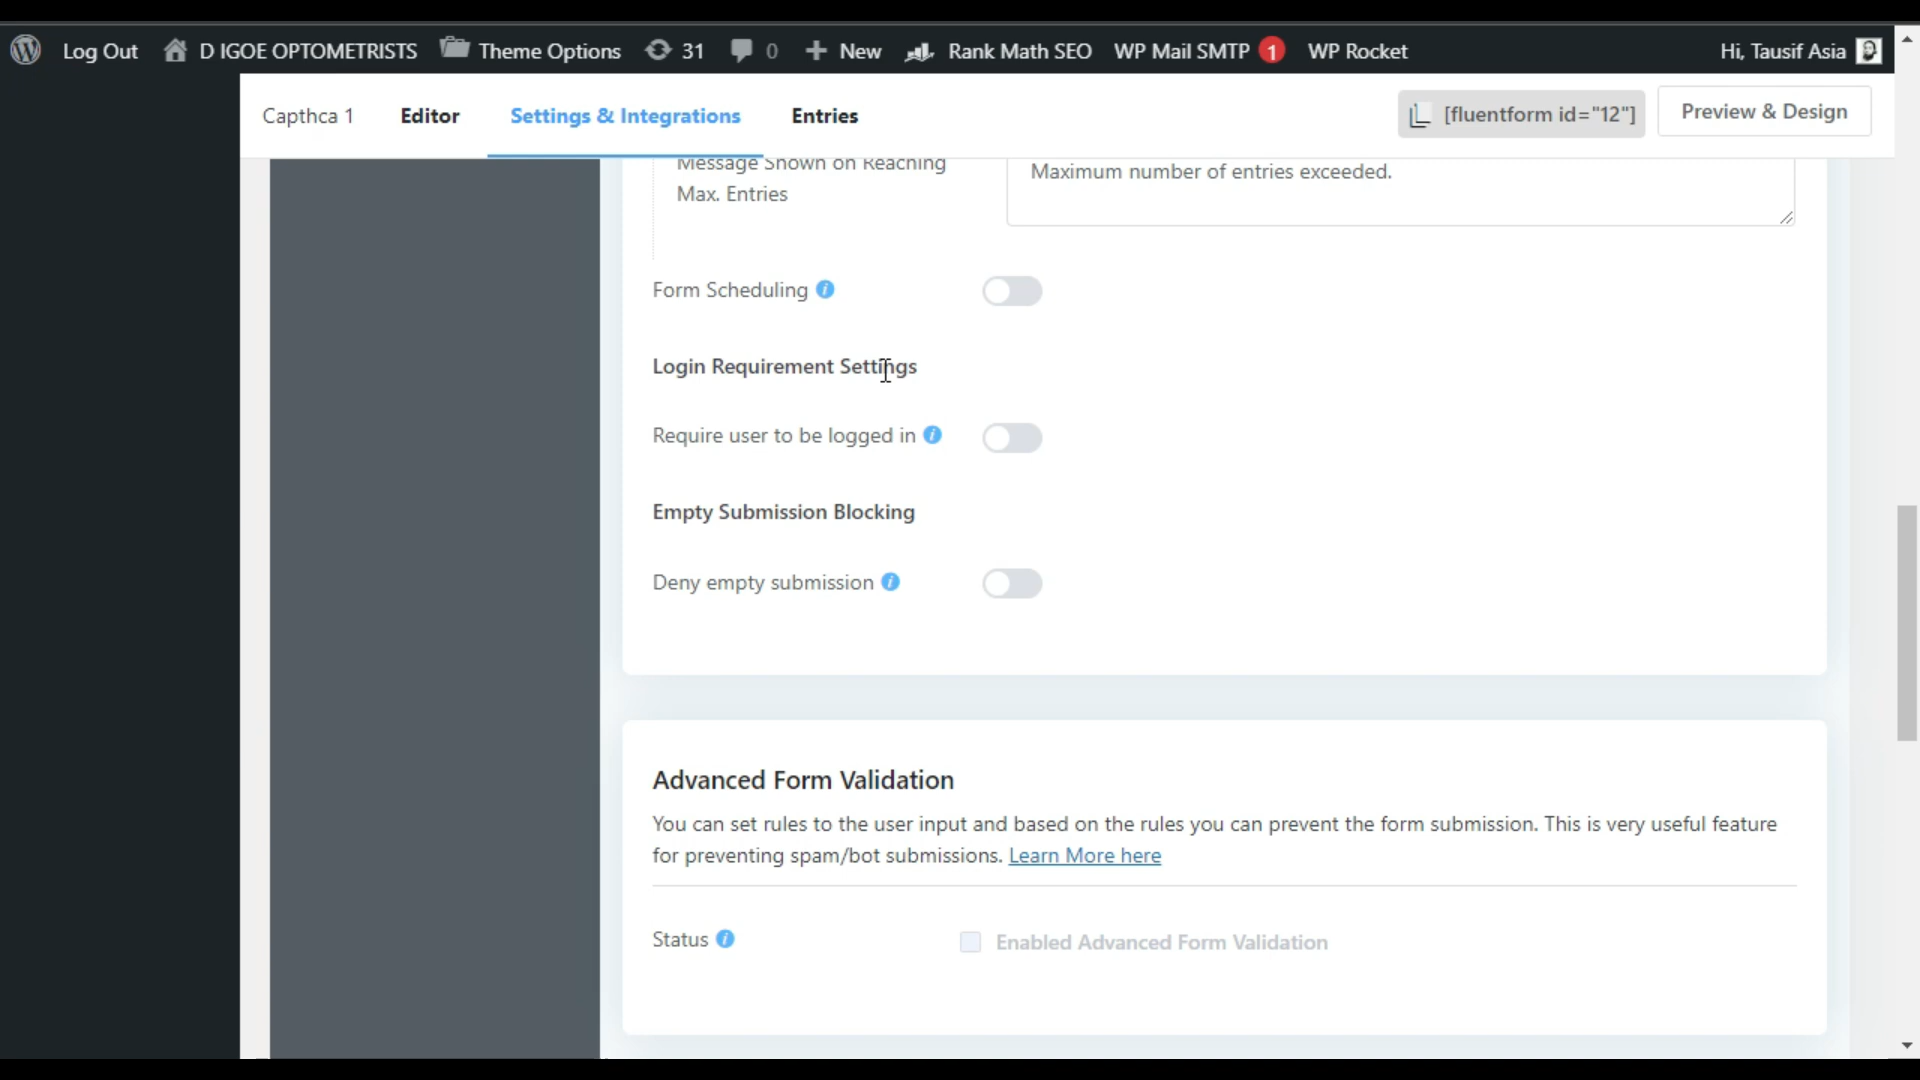 Log Out D IGOE OPTOMETRISTS Theme Options 31 0 New Rank Math SEO WP Mail SMTP 1 WP Rocket Hi, Tausif Asia
Capthca 1 Editor Settings & Integrations Entries [fluentform id="12"] Preview & Design
Message Shown on Reaching
Max. Entries
Maximum number of entries exceeded.
Form Scheduling
Login Requirement Settings
Require user to be logged in
Empty Submission Blocking
Deny empty submission
Advanced Form Validation
You can set rules to the user input and based on the rules you can prevent the form submission. This is very useful feature
for preventing spam/bot submissions. Learn More here
Status Enabled Advanced Form Validation